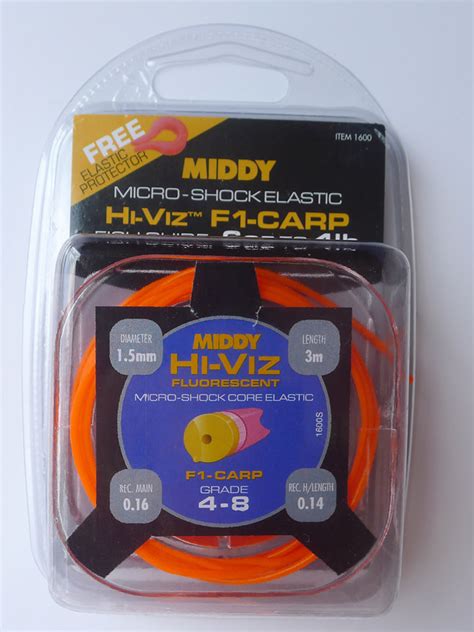 FREE
ELASTIC
PROTECTOR
ITEM 1600
MIDDY
MICRO-SHOCK ELASTIC
HI-VIZ™ F1-CARP
DIAMETER
1.5mm
LENGTH
3m
MIDDY
HI-VIZ
FLUORESCENT
MICRO-SHOCK CORE ELASTIC
1600S
F1-CARP
GRADE
4-8
REC. MAIN
0.16
REC. H/LENGTH
0.14